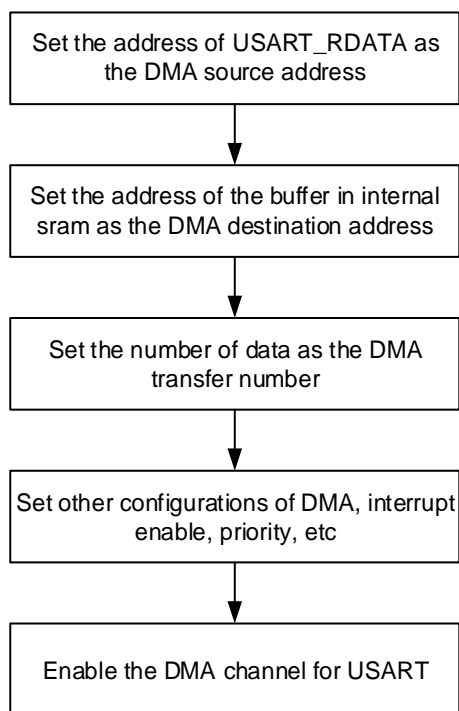 Set the address of USART_RDATA as
the DMA source address
Set the address of the buffer in internal
sram as the DMA destination address
Set the number of data as the DMA
transfer number
Set other configurations of DMA, interrupt
enable, priority, etc
Enable the DMA channel for USART